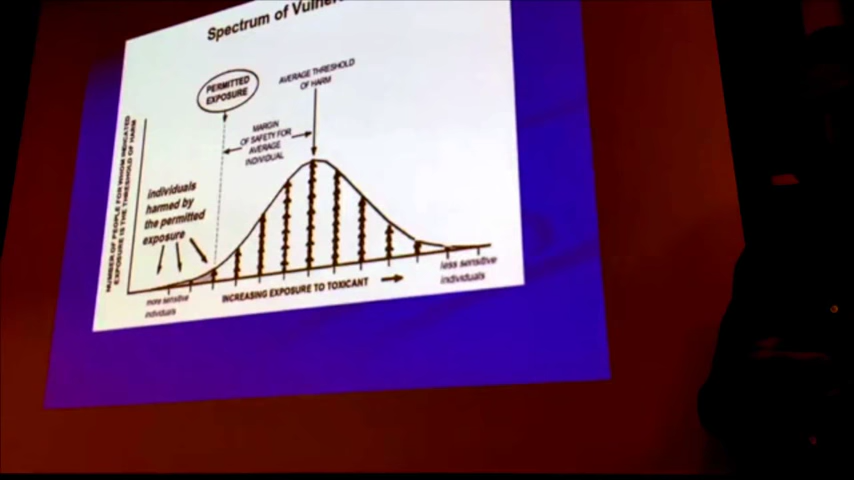 Spectrum of
PERMITTED
EXPOSURE
AVERAGE THRESHOLD
OF HARM
MARGIN
OF SAFETY FOR
AVERAGE
INDIVIDUAL
NUMBER OF PEOPLE FOR WHOM INDICATED
EXPOSURE IS THE THRESHOLD OF HARM
individuals
harmed by
the permitted
exposure
more sensitive
individuals
INCREASING EXPOSURE TO TOXICANT
less sensitive
individuals